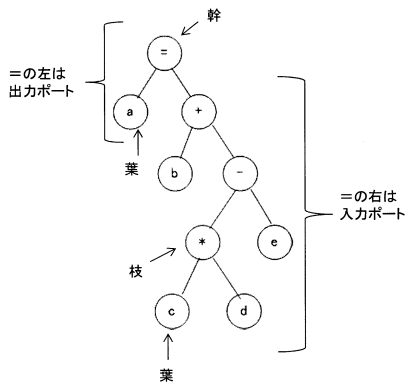 幹
=
=の左は
出力ポート
a
+
葉
b
-
=の右は
入力ポート
*
e
枝
c
d
葉